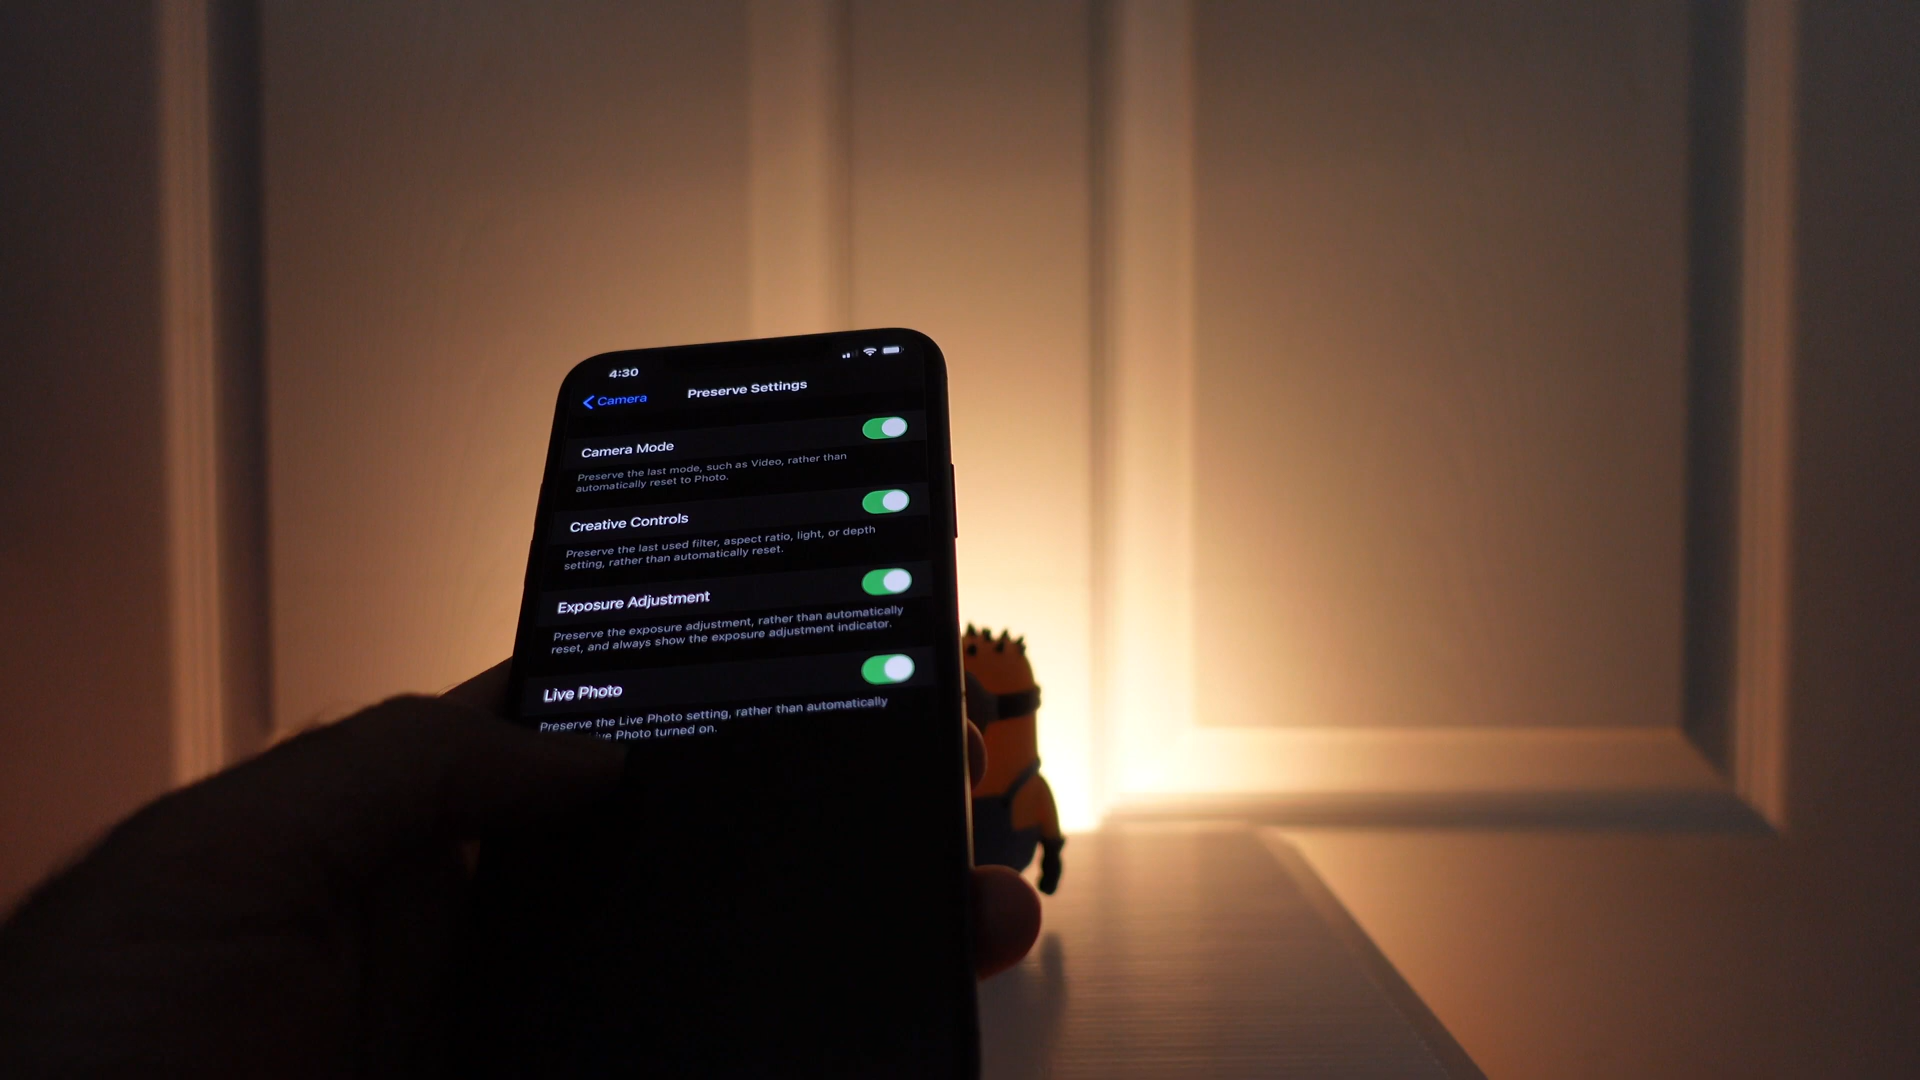 4:30
Camera
Preserve Settings
Camera Mode
Preserve the last mode, such as Video, rather than
automatically reset to Photo.
Creative Controls
Preserve the last used filter, aspect ratio, light, or depth
setting, rather than automatically reset.
Exposure Adjustment
Preserve the exposure adjustment, rather than automatically
reset, and always show the exposure adjustment indicator.
Live Photo
Preserve the Live Photo setting, rather than automatically
Photo turned on.